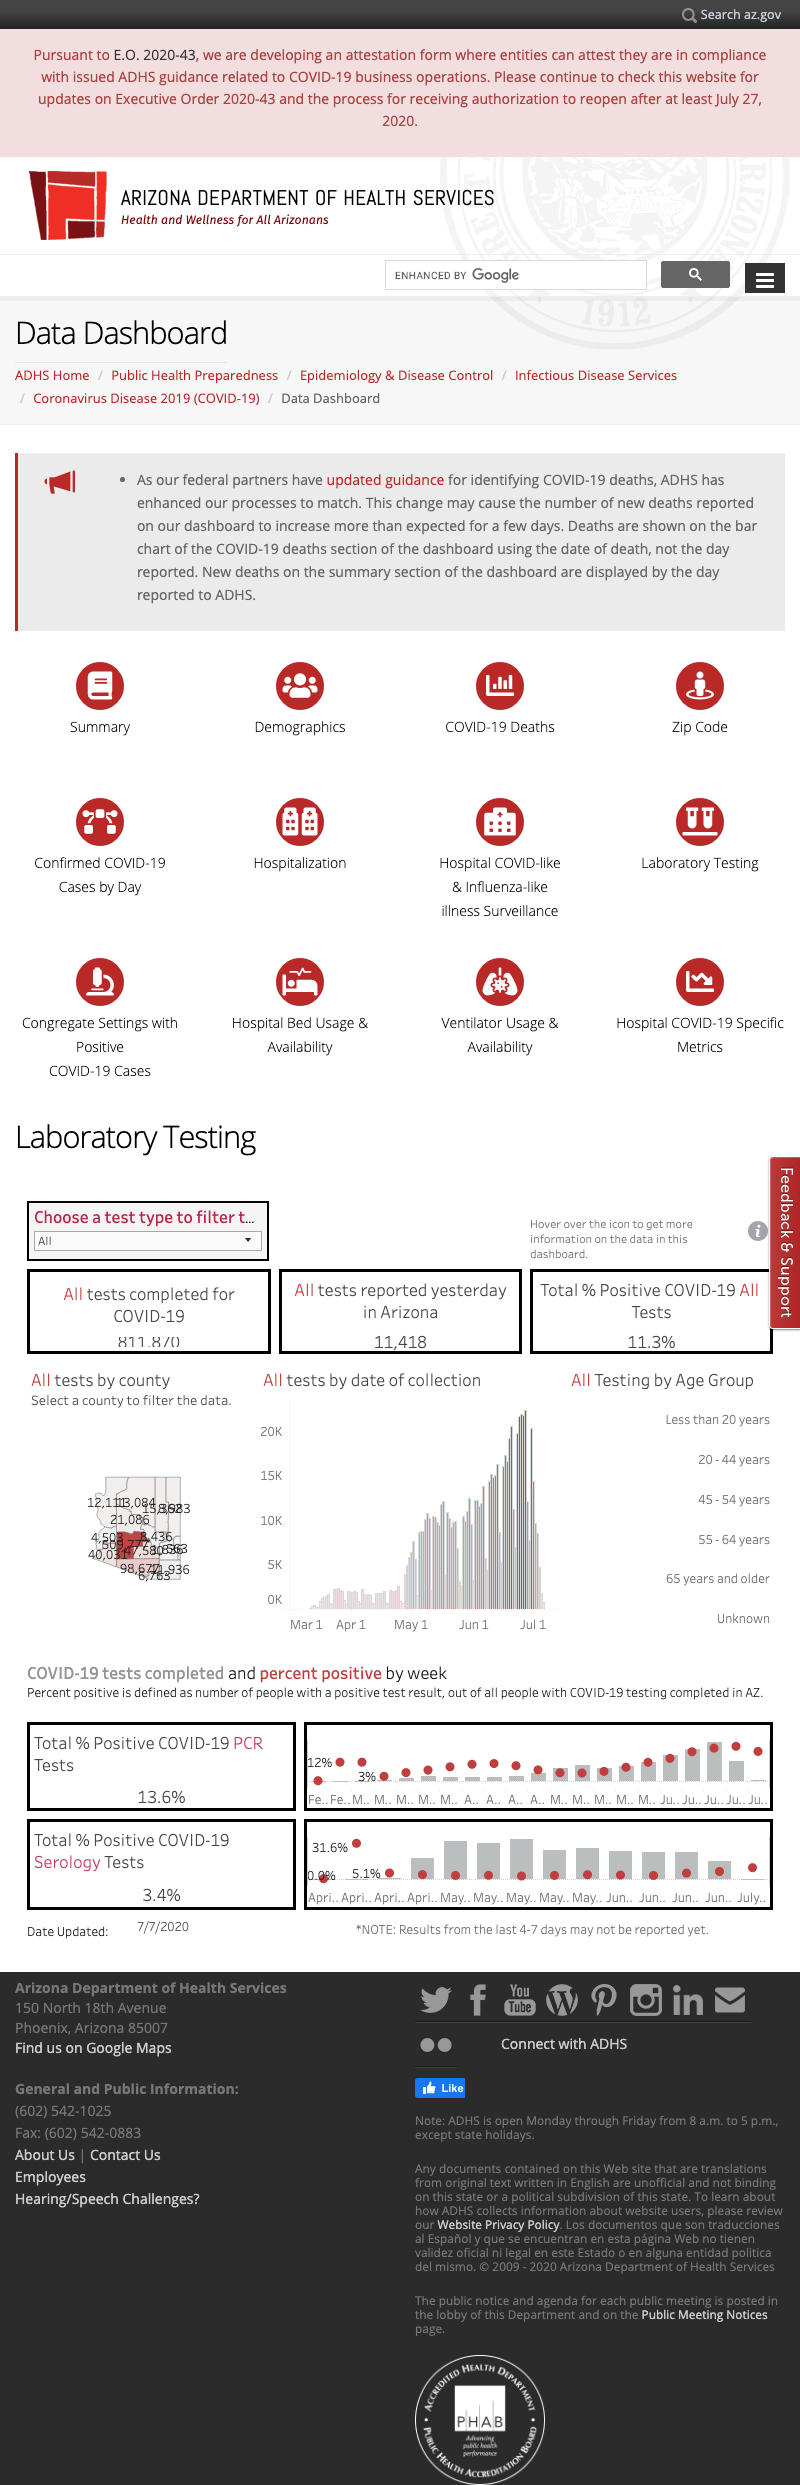 Search az.gov
Pursuant to E.O. 2020-43, we are developing an attestation form where entities can attest they are in compliance
with issued ADHS guidance related to COVID-19 business operations. Please continue to check this website for
updates on Executive Order 2020-43 and the process for receiving authorization to reopen after at least July 27,
2020.
ARIZONA DEPARTMENT OF HEALTH SERVICES
Health and Wellness for All Arizonans
ENHANCED BY Google
1912
Data Dashboard
ADHS Home / Public Health Preparedness / Epidemiology & Disease Control / Infectious Disease Services
/ Coronavirus Disease 2019 (COVID-19) / Data Dashboard
• As our federal partners have updated guidance for identifying COVID-19 deaths, ADHS has
enhanced our processes to match. This change may cause the number of new deaths reported
on our dashboard to increase more than expected for a few days. Deaths are shown on the bar
chart of the COVID-19 deaths section of the dashboard using the date of death, not the day
reported. New deaths on the summary section of the dashboard are displayed by the day
reported to ADHS.
Summary
Demographics
COVID-19 Deaths
Zip Code
Confirmed COVID-19
Cases by Day
Hospitalization
Hospital COVID-like
& Influenza-like
illness Surveillance
Laboratory Testing
Congregate Settings with
Positive
COVID-19 Cases
Hospital Bed Usage &
Availability
Ventilator Usage &
Availability
Hospital COVID-19 Specific
Metrics
Laboratory Testing
Feedback & Support
Choose a test type to filter t...
All
Hover over the icon to get more
information on the data in this
dashboard.
All tests completed for
COVID-19
811,870
All tests reported yesterday
in Arizona
11,418
Total % Positive COVID-19 All
Tests
11.3%
All tests by county
Select a county to filter the data.
12,111
13,084
21,086
4,503
8,436
40,031
98,677
6,763
All tests by date of collection
20K
15K
10K
5K
0K
Mar 1 Apr 1 May 1 Jun 1 Jul 1
All Testing by Age Group
Less than 20 years
20 - 44 years
45 - 54 years
55 - 64 years
65 years and older
Unknown
COVID-19 tests completed and percent positive by week
Percent positive is defined as number of people with a positive test result, out of all people with COVID-19 testing completed in AZ.
Total % Positive COVID-19 PCR
Tests
13.6%
12%
3%
Fe.. Fe.. M.. M.. M.. M.. M.. A.. A.. A.. A.. M.. M.. M.. M.. M.. Ju.. Ju.. Ju.. Ju.. Ju..
Total % Positive COVID-19
Serology Tests
3.4%
31.6%
0.0%
5.1%
Apri.. Apri.. Apri.. Apri.. May.. May.. May.. May.. May.. Jun.. Jun.. Jun.. Jun.. July..
Date Updated: 7/7/2020
*NOTE: Results from the last 4-7 days may not be reported yet.
Arizona Department of Health Services
150 North 18th Avenue
Phoenix, Arizona 85007
Find us on Google Maps
General and Public Information:
(602) 542-1025
Fax: (602) 542-0883
About Us | Contact Us
Employees
Hearing/Speech Challenges?
You
Tube
Connect with ADHS
Like
Note: ADHS is open Monday through Friday from 8 a.m. to 5 p.m.,
except state holidays.
Any documents contained on this Web site that are translations
from original text written in English are unofficial and not binding
on this state or a political subdivision of this state. To learn about
how ADHS collects information about website users, please review
our Website Privacy Policy. Los documentos que son traducciones
al Español y que se encuentran en esta página Web no tienen
validez oficial ni legal en este Estado o en alguna entidad politica
del mismo. © 2009 - 2020 Arizona Department of Health Services
The public notice and agenda for each public meeting is posted in
the lobby of this Department and on the Public Meeting Notices
page.
ACCREDITED HEALTH DEPARTMENT
PHAB
Advancing
public health
performance
PUBLIC HEALTH ACCREDITATION BOARD